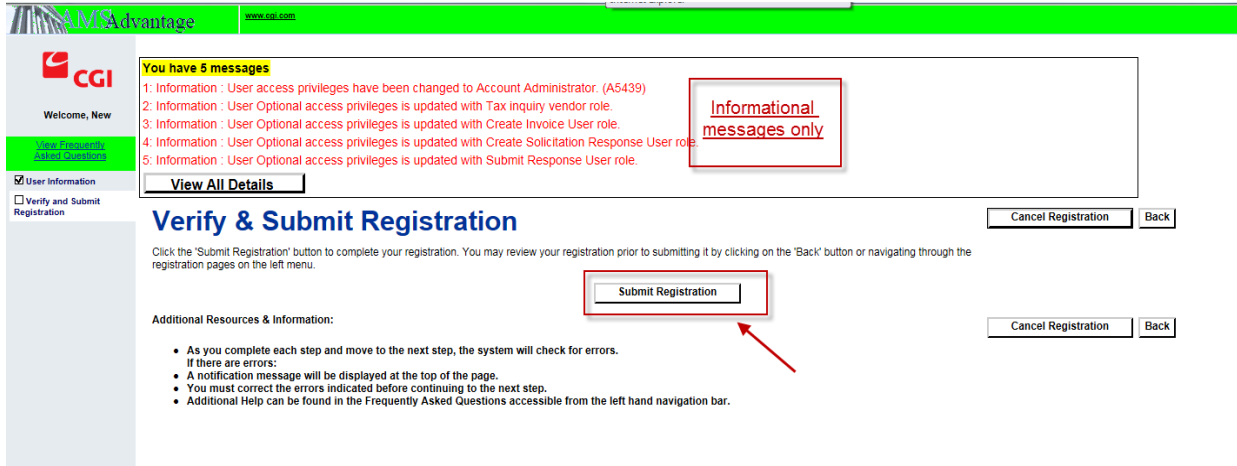 AMSAdvantage
www.cgi.com
CGI
Welcome, New
View Frequently
Asked Questions
User Information
Verify and Submit
Registration
You have 5 messages
1: Information : User access privileges have been changed to Account Administrator. (A5439)
2: Information : User Optional access privileges is updated with Tax inquiry vendor role.
3: Information : User Optional access privileges is updated with Create Invoice User role.
4: Information : User Optional access privileges is updated with Create Solicitation Response User role.
5: Information : User Optional access privileges is updated with Submit Response User role.
Informational
messages only
View All Details
Verify & Submit Registration
Cancel Registration Back
Click the 'Submit Registration' button to complete your registration. You may review your registration prior to submitting it by clicking on the 'Back' button or navigating through the
registration pages on the left menu.
Submit Registration
Additional Resources & Information:
Cancel Registration Back
• As you complete each step and move to the next step, the system will check for errors.
If there are errors:
• A notification message will be displayed at the top of the page.
• You must correct the errors indicated before continuing to the next step.
• Additional Help can be found in the Frequently Asked Questions accessible from the left hand navigation bar.